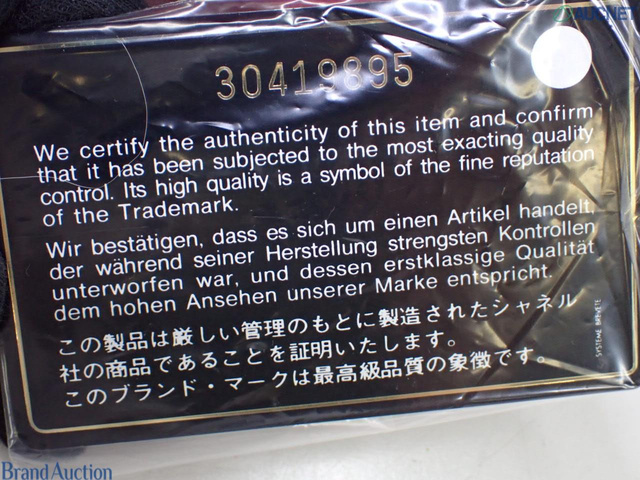 AUCNET
30419895
We certify the authenticity of this item and confirm
that it has been subjected to the most exacting quality
control. Its high quality is a symbol of the fine reputation
of the Trademark.
Wir bestätigen, dass es sich um einen Artikel handelt,
der während seiner Herstellung strengsten Kontrollen
unterworfen war, und dessen erstklassige Qualität
dem hohen Ansehen unserer Marke entspricht.
この製品は厳しい管理のもとに製造されたシャネル
社の商品であることを証明いたします。
このブランド・マークは最高級品質の象徴です。
SYSTEME BREVETE
Brand Auction